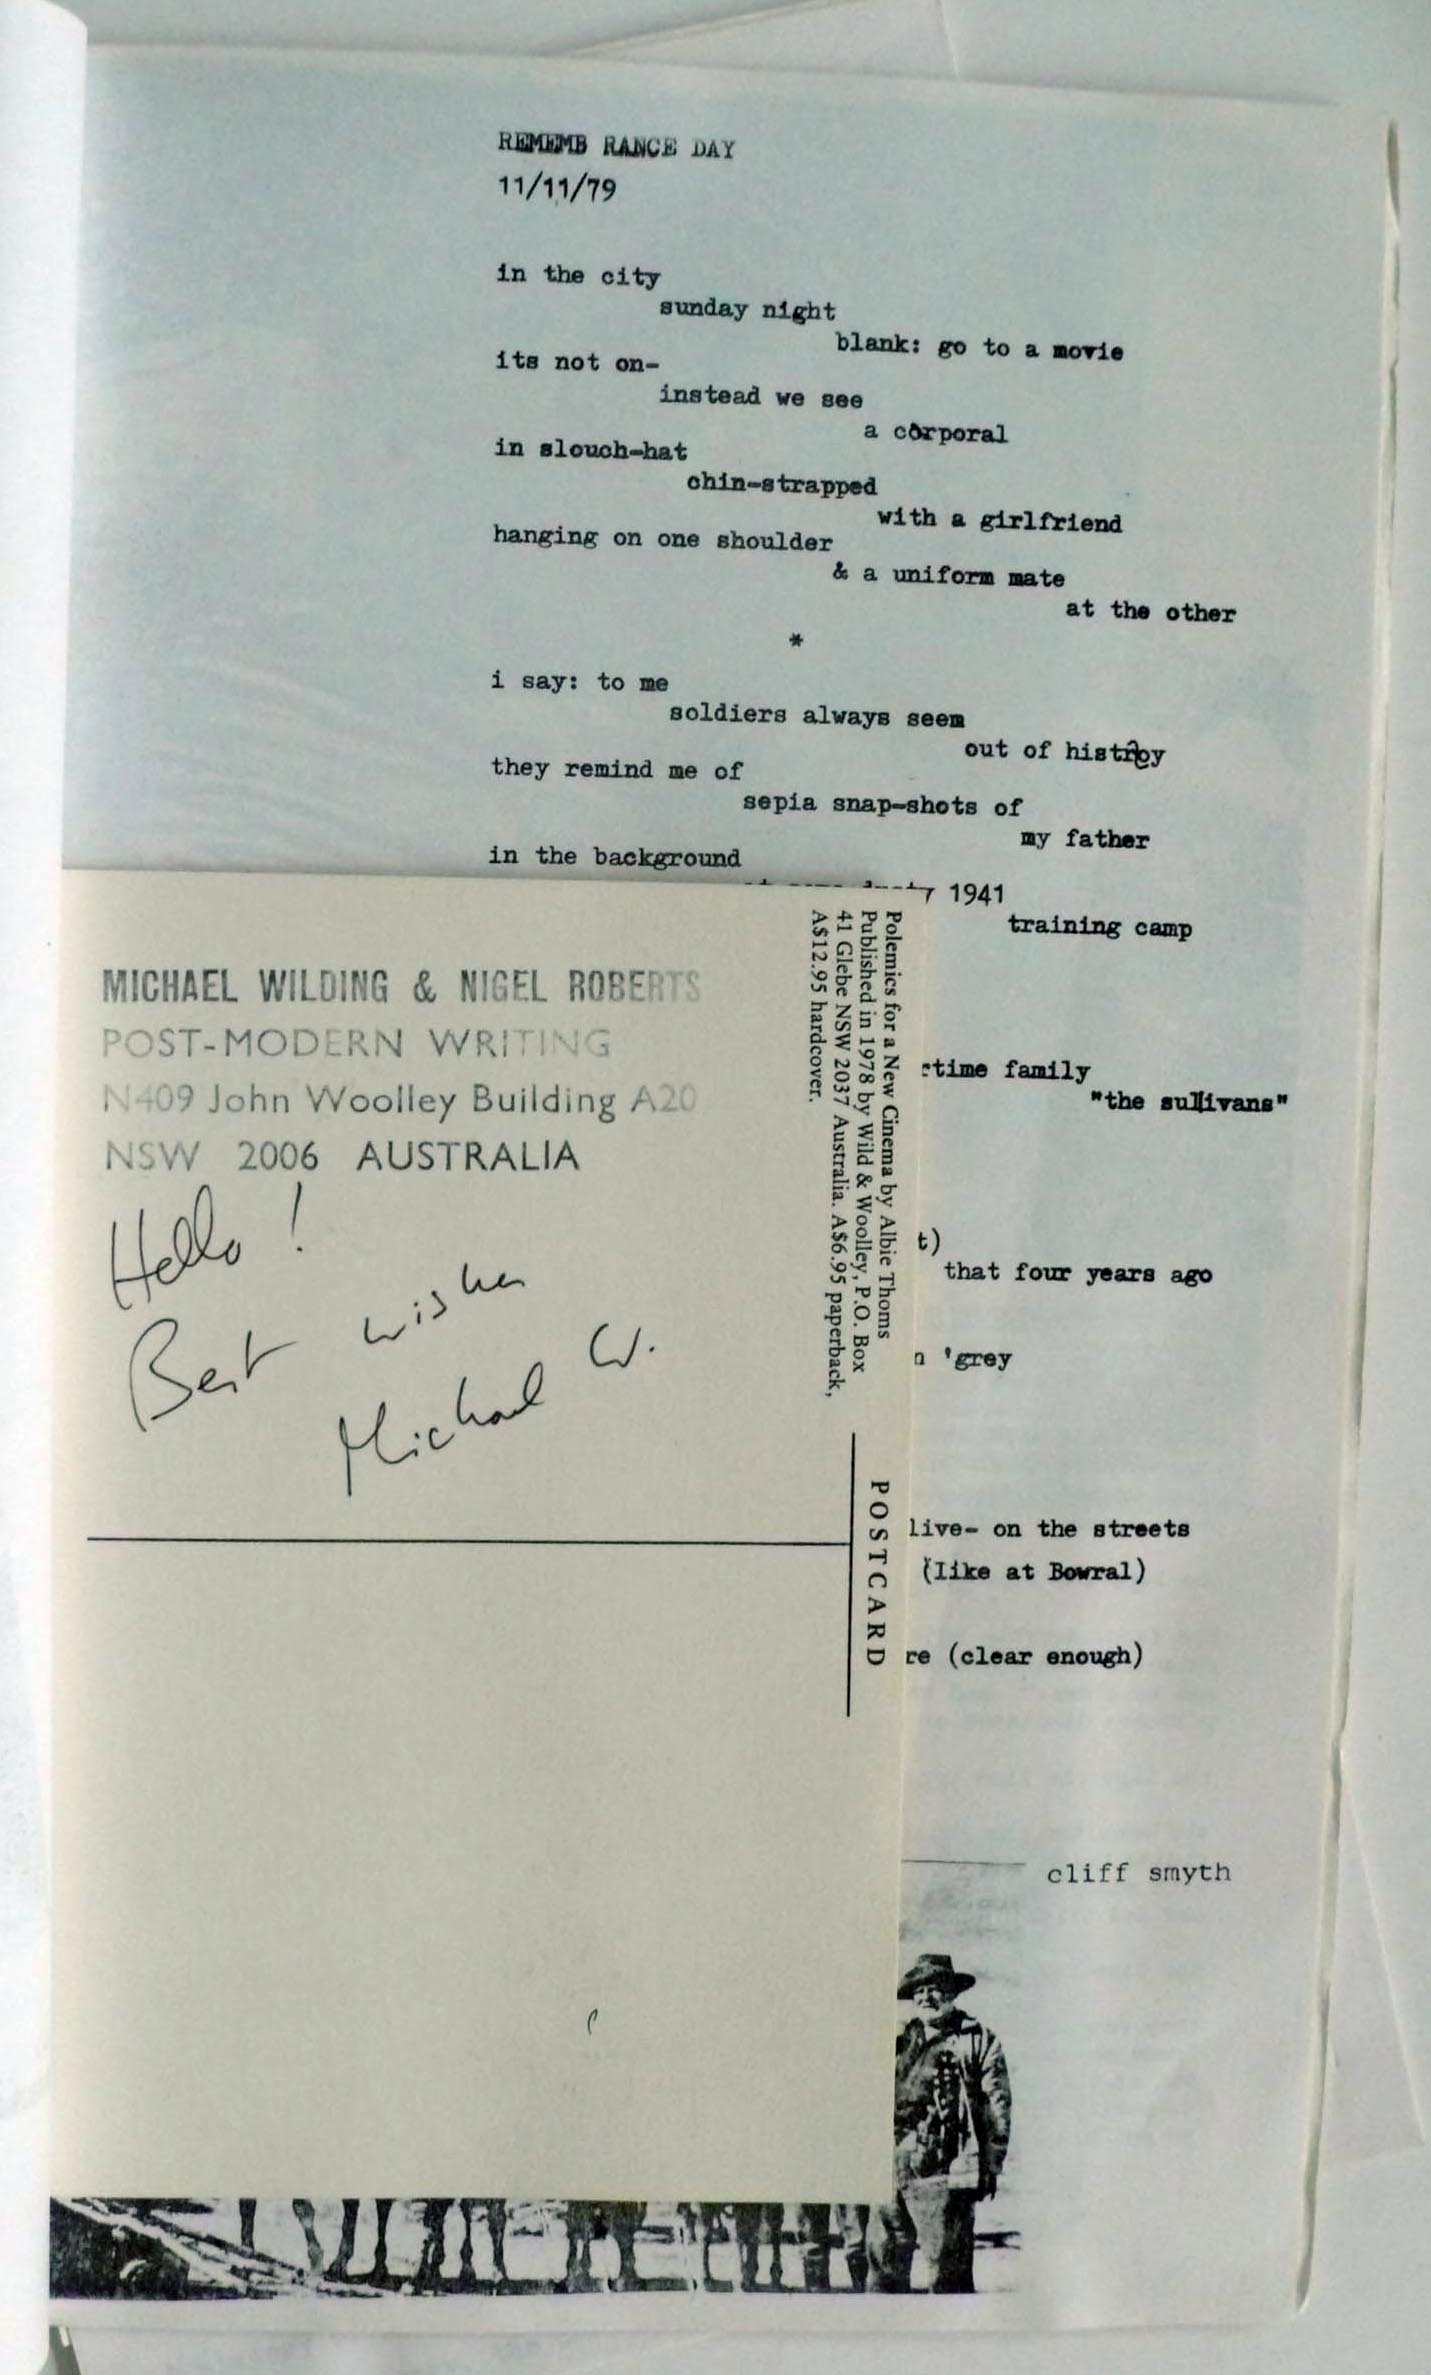 REMEMB RANCE DAY
11/11/79
in the city
sunday night
blank: go to a movie
its not on-
instead we see
a corporal
in slouch-hat
chin-strapped
with a girlfriend
hanging on one shoulder
& a uniform mate
at the other
*
i say: to me
soldiers always seem
out of histroy
they remind me of
sepia snap-shots of
my father
in the background
1941
training camp
time family
"the sullivans"
t)
that four years ago
'grey
live- on the streets
(like at Bowral)
re (clear enough)
cliff smyth
MICHAEL WILDING & NIGEL ROBERTS
POST-MODERN WRITING
N409 John Woolley Building A20
NSW 2006 AUSTRALIA
Hello!
Best wishes
Michael W.
Polemics for a New Cinema by Albie Thoms
Published in 1978 by Wild & Woolley, P.O. Box
41 Glebe NSW 2037 Australia. A$6.95 paperback,
A$12.95 hardcover.
POSTCARD